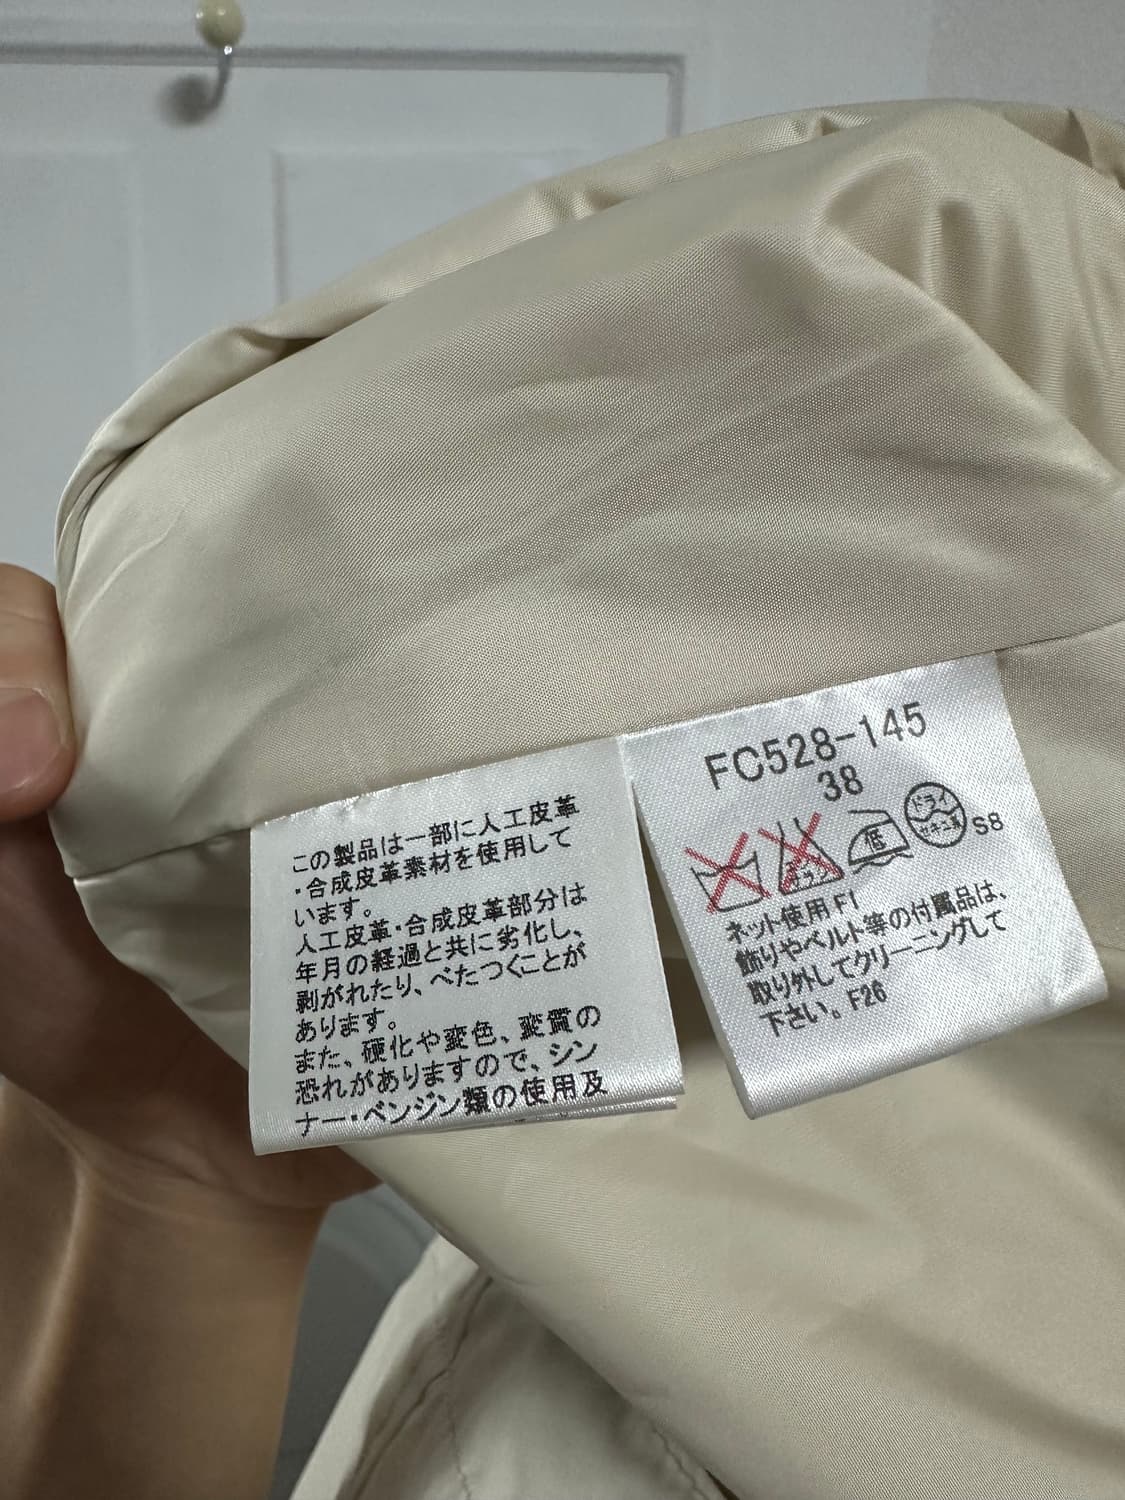 この製品は一部に人工皮革
・合成皮革素材を使用して
います。
人工皮革・合成皮革部分は
年月の経過と共に劣化し、
剥がれたり、べたつくことが
あります。
また、硬化や変色、変質の
恐れがありますので、シン
ナー・ベンジン類の使用及
FC528-145
38
低
ドライ
セキユ系
S8
ネット使用 F1
飾りやベルト等の付属品は、
取り外してクリーニングして
下さい。F26